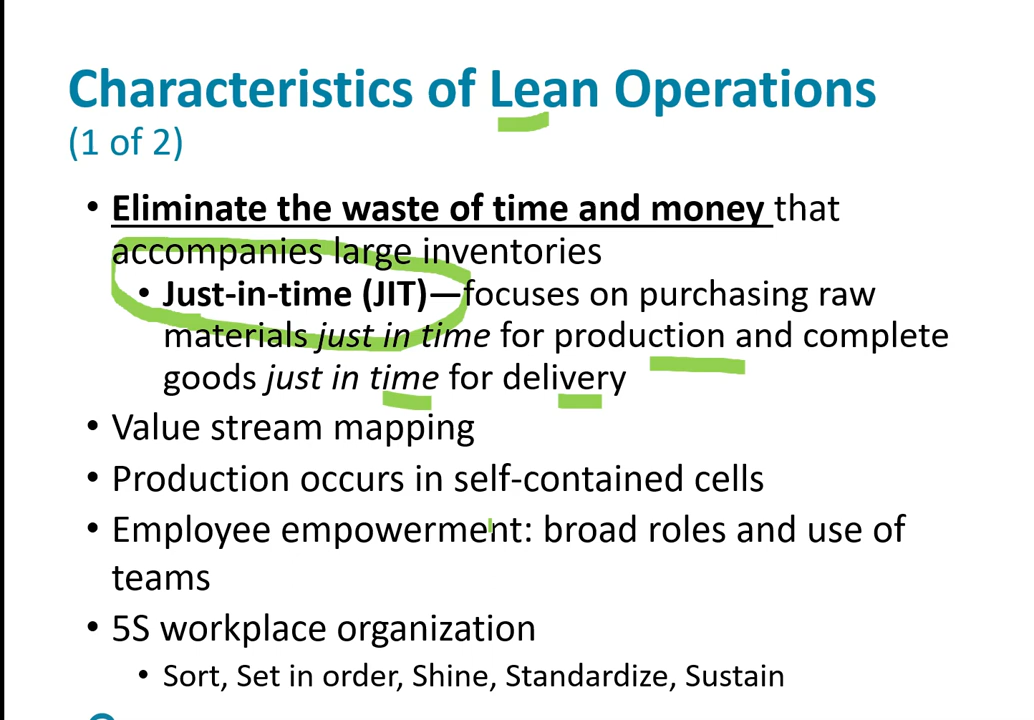 Characteristics of Lean Operations
(1 of 2)
• Eliminate the waste of time and money that
accompanies large inventories
• Just-in-time (JIT)—focuses on purchasing raw
materials just in time for production and complete
goods just in time for delivery
• Value stream mapping
• Production occurs in self-contained cells
• Employee empowerment: broad roles and use of
teams
• 5S workplace organization
• Sort, Set in order, Shine, Standardize, Sustain